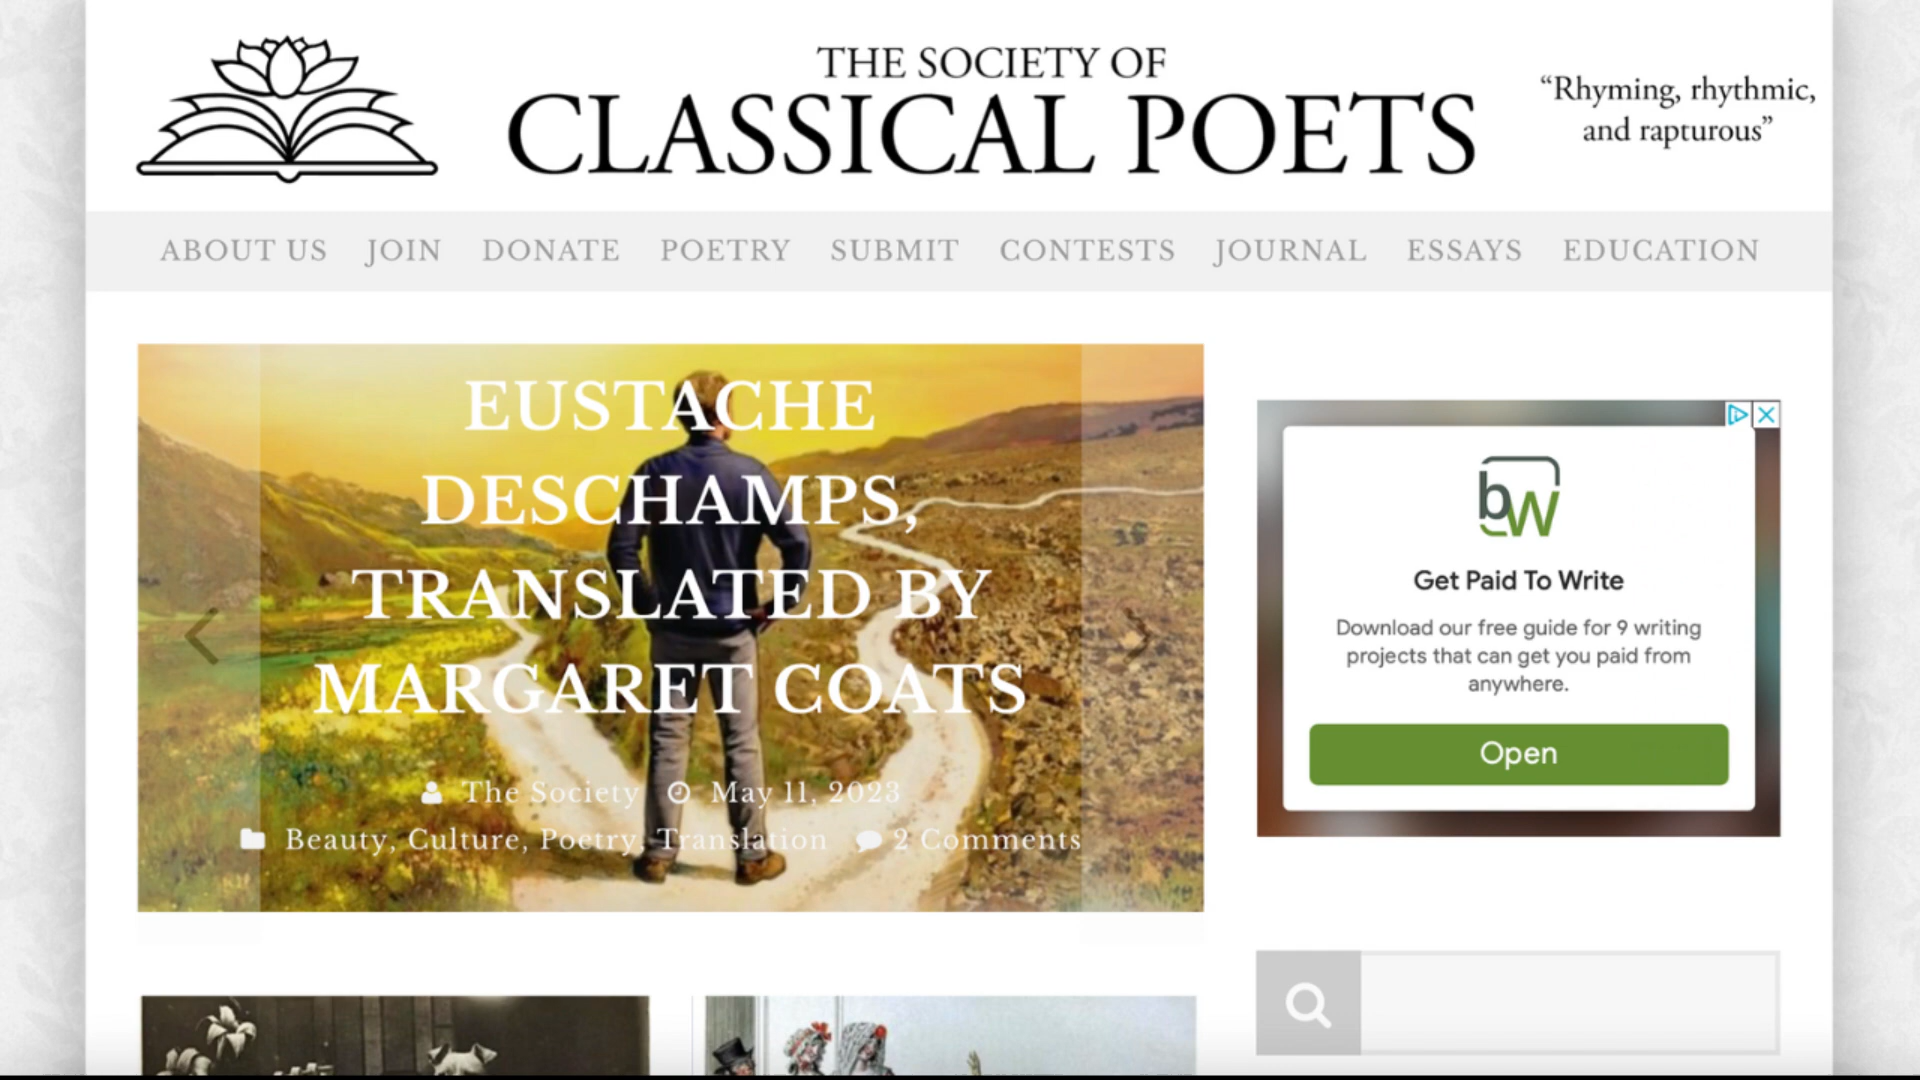 THE SOCIETY OF
CLASSICAL POETS
“Rhyming, rhythmic,
and rapturous”
ABOUT US JOIN DONATE POETRY SUBMIT CONTESTS JOURNAL ESSAYS EDUCATION
EUSTACHE
DESCHAMPS,
TRANSLATED BY
MARGARET COATS
The Society May 11, 2023
Beauty, Culture, Poetry, Translation 2 Comments
bw
Get Paid To Write
Download our free guide for 9 writing
projects that can get you paid from
anywhere.
Open